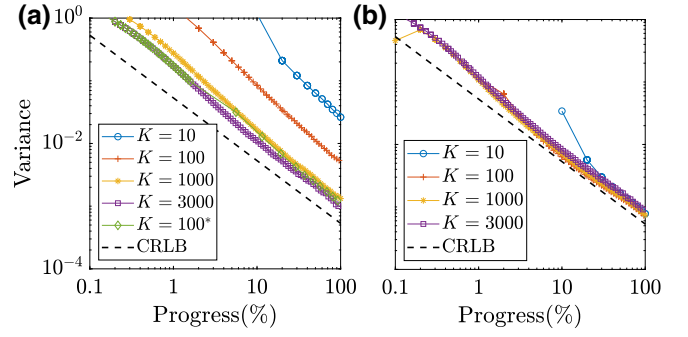 (a)
(b)
10^0
10^-2
10^-4
Variance
K = 10
K = 100
K = 1000
K = 3000
K = 100*
CRLB
0.1 1 10 100
Progress(%)
K = 10
K = 100
K = 1000
K = 3000
CRLB
0.1 1 10 100
Progress(%)